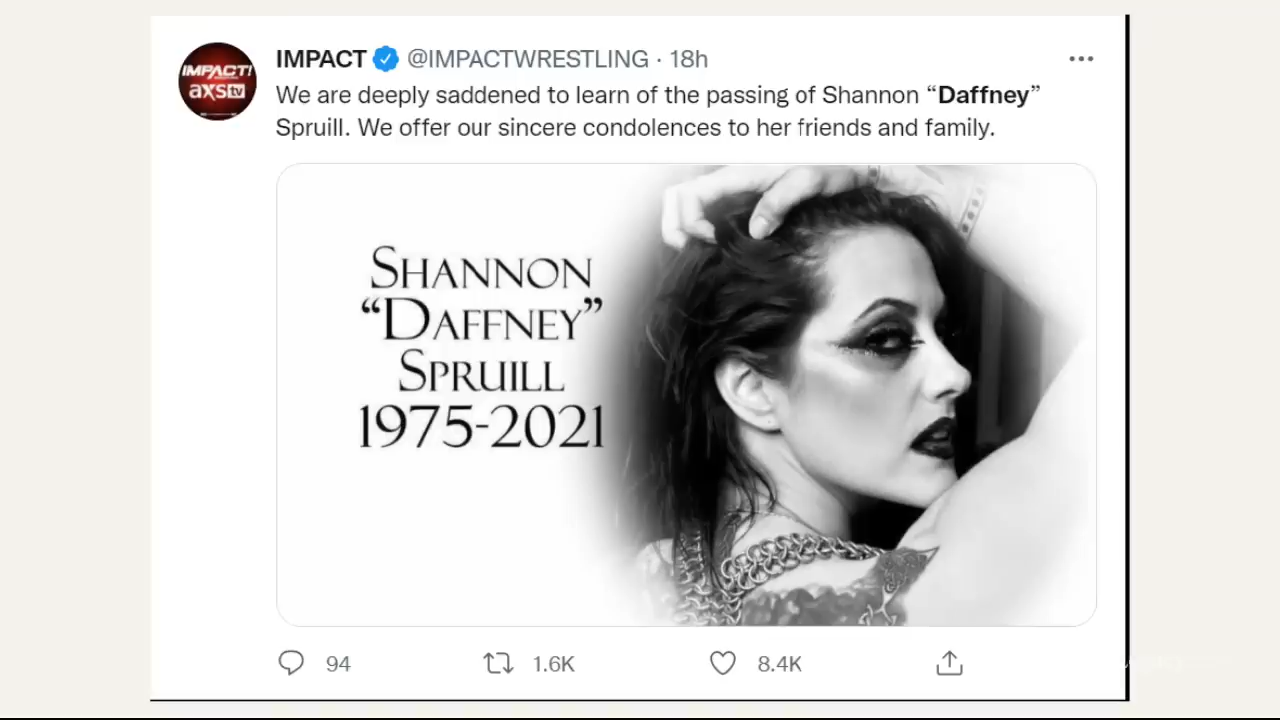 IMPACT @IMPACTWRESTLING · 18h
IMPACT!
axstv
We are deeply saddened to learn of the passing of Shannon “Daffney”
Spruill. We offer our sincere condolences to her friends and family.
SHANNON
“DAFFNEY”
SPRUILL
1975-2021
94 1.6K 8.4K